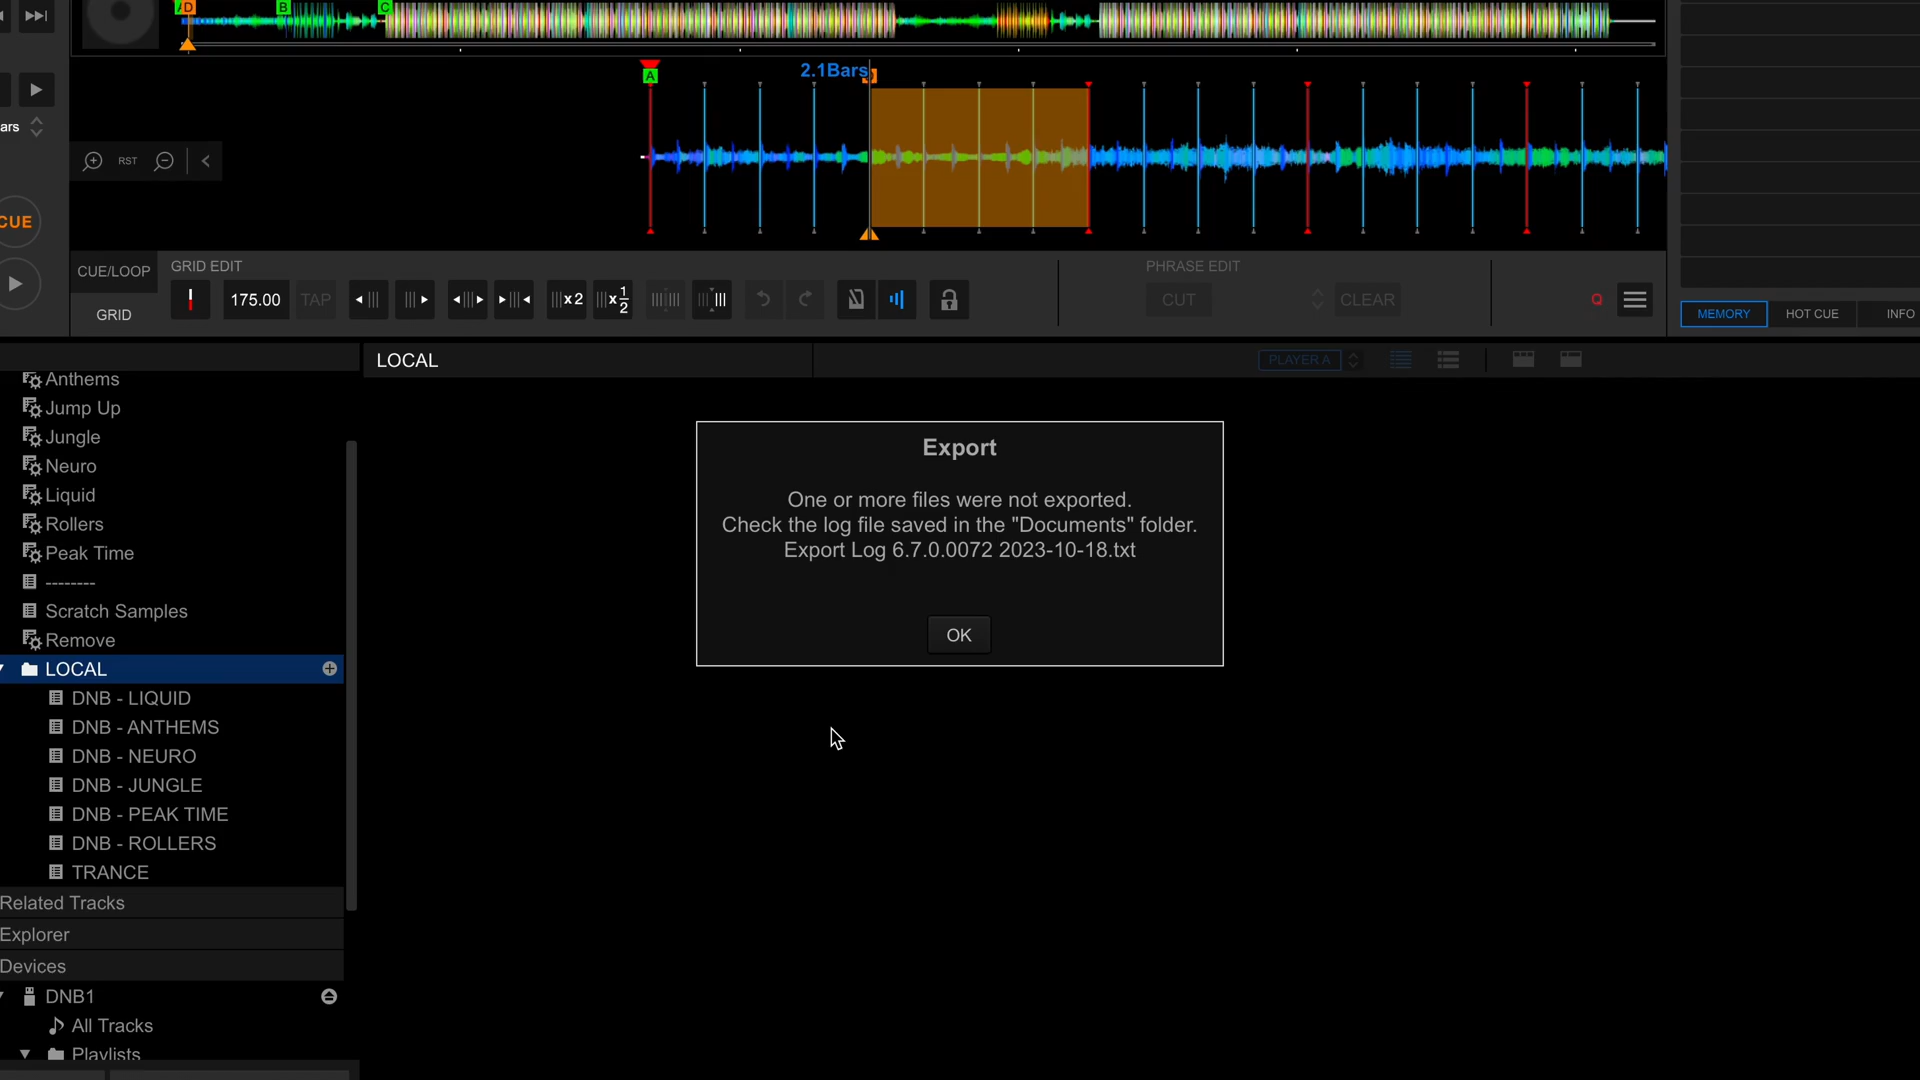 D B C
A 2.1Bars
ars
RST
CUE
CUE/LOOP GRID EDIT PHRASE EDIT
175.00 TAP x2 x1/2 CUT CLEAR Q
GRID
MEMORY HOT CUE INFO
LOCAL PLAYER A
Anthems
Jump Up
Jungle
Neuro
Liquid
Rollers
Peak Time
--------
Scratch Samples
Remove
LOCAL
DNB - LIQUID
DNB - ANTHEMS
DNB - NEURO
DNB - JUNGLE
DNB - PEAK TIME
DNB - ROLLERS
TRANCE
Related Tracks
Explorer
Devices
DNB1
All Tracks
Playlists
Export
One or more files were not exported.
Check the log file saved in the "Documents" folder.
Export Log 6.7.0.0072 2023-10-18.txt
OK